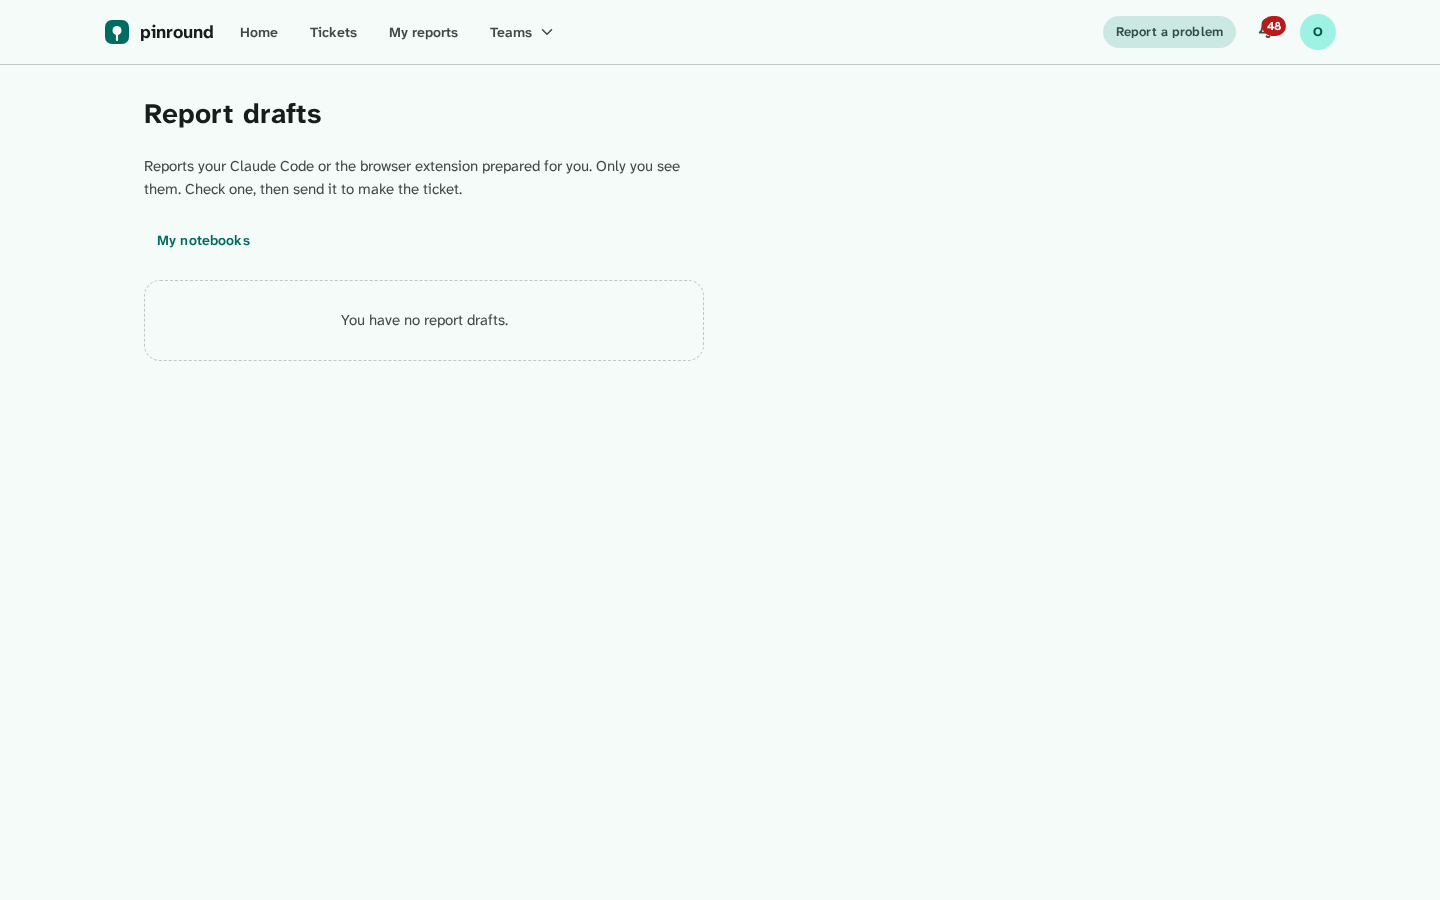 pinround
Home
Tickets
My reports
Teams
Report a problem
48
O
Report drafts
Reports your Claude Code or the browser extension prepared for you. Only you see
them. Check one, then send it to make the ticket.
My notebooks
You have no report drafts.